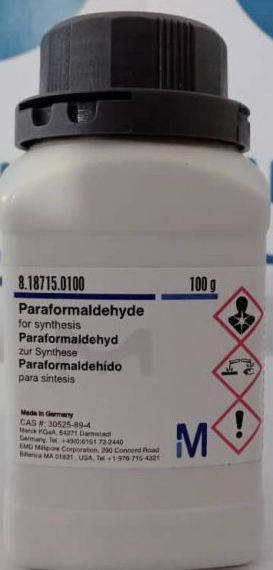 8.18715.0100 100 g
Paraformaldehyde
for synthesis
Paraformaldehyd
zur Synthese
Paraformaldehído
para síntesis
Made in Germany
CAS #: 30525-89-4
Merck KGaA, 64271 Darmstadt
Germany, Tel. +49(0)6151 72-2440
EMD Millipore Corporation, 290 Concord Road
Billerica MA 01821, USA, Tel. +1-978-715-4321
M